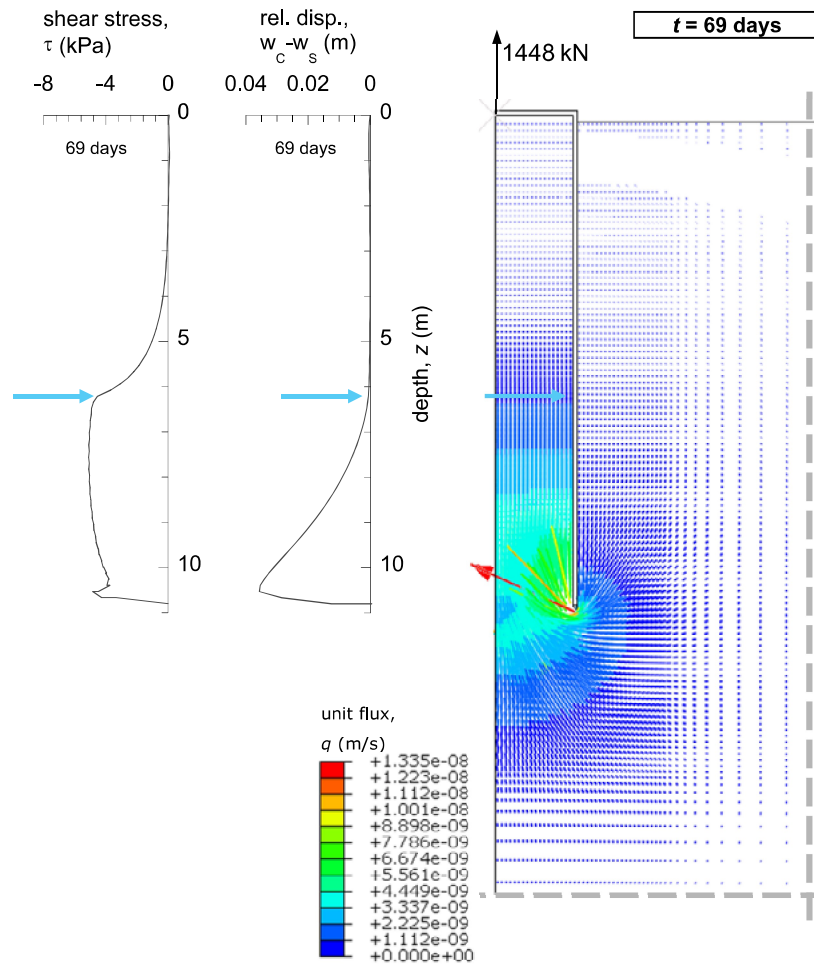 shear stress,
τ (kPa)
-8 -4 0
0
69 days
5
10
rel. disp.,
w_C-w_S (m)
0.04 0.02 0
0
69 days
5
10
depth, z (m)
t = 69 days
1448 kN
unit flux,
q (m/s)
+1.335e-08
+1.223e-08
+1.112e-08
+1.001e-08
+8.898e-09
+7.786e-09
+6.674e-09
+5.561e-09
+4.449e-09
+3.337e-09
+2.225e-09
+1.112e-09
+0.000e+00